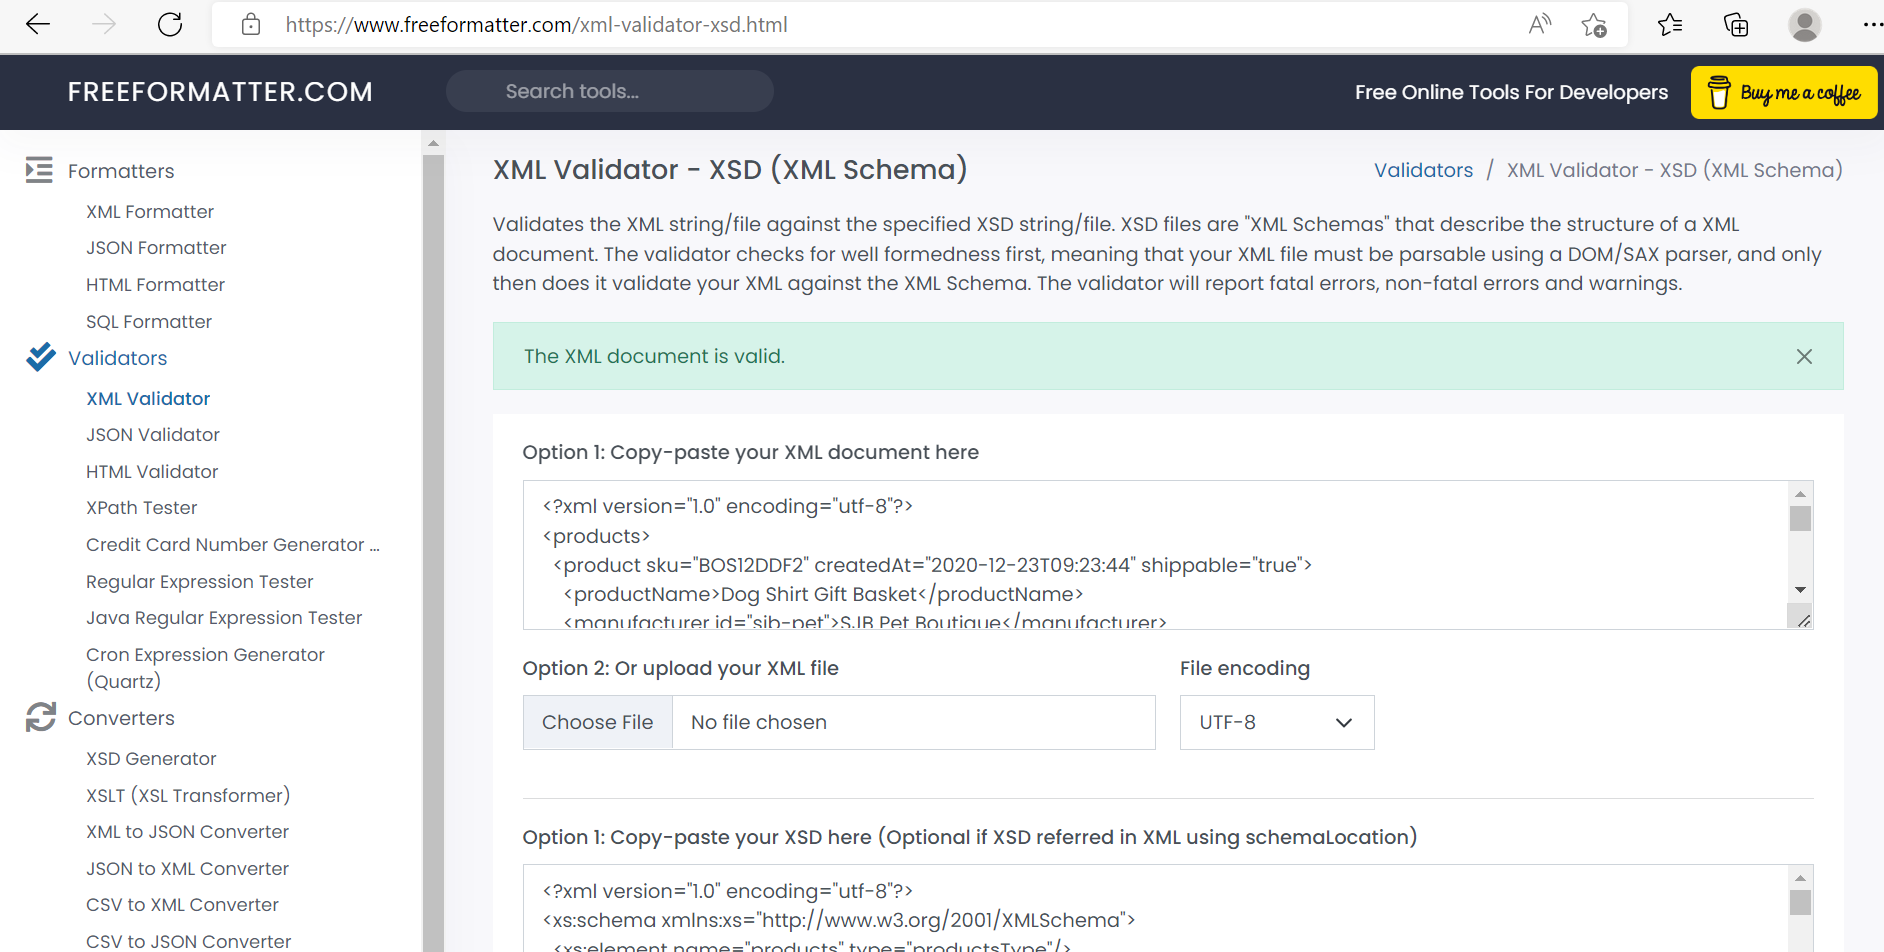 https://www.freeformatter.com/xml-validator-xsd.html
FREEFORMATTER.COM
Search tools...
Free Online Tools For Developers
Buy me a coffee
Formatters
XML Formatter
JSON Formatter
HTML Formatter
SQL Formatter
Validators
XML Validator
JSON Validator
HTML Validator
XPath Tester
Credit Card Number Generator ...
Regular Expression Tester
Java Regular Expression Tester
Cron Expression Generator
(Quartz)
Converters
XSD Generator
XSLT (XSL Transformer)
XML to JSON Converter
JSON to XML Converter
CSV to XML Converter
CSV to JSON Converter
XML Validator - XSD (XML Schema)
Validators / XML Validator - XSD (XML Schema)
Validates the XML string/file against the specified XSD string/file. XSD files are "XML Schemas" that describe the structure of a XML
document. The validator checks for well formedness first, meaning that your XML file must be parsable using a DOM/SAX parser, and only
then does it validate your XML against the XML Schema. The validator will report fatal errors, non-fatal errors and warnings.
The XML document is valid.
Option 1: Copy-paste your XML document here
<?xml version="1.0" encoding="utf-8"?>
<products>
<product sku="BOS12DDF2" createdAt="2020-12-23T09:23:44" shippable="true">
<productName>Dog Shirt Gift Basket</productName>
<manufacturer id="sjb-pet">SJB Pet Boutique</manufacturer>
Option 2: Or upload your XML file
File encoding
Choose File
No file chosen
UTF-8
Option 1: Copy-paste your XSD here (Optional if XSD referred in XML using schemaLocation)
<?xml version="1.0" encoding="utf-8"?>
<xs:schema xmlns:xs="http://www.w3.org/2001/XMLSchema">
<xs:element name="products" type="productsType"/>